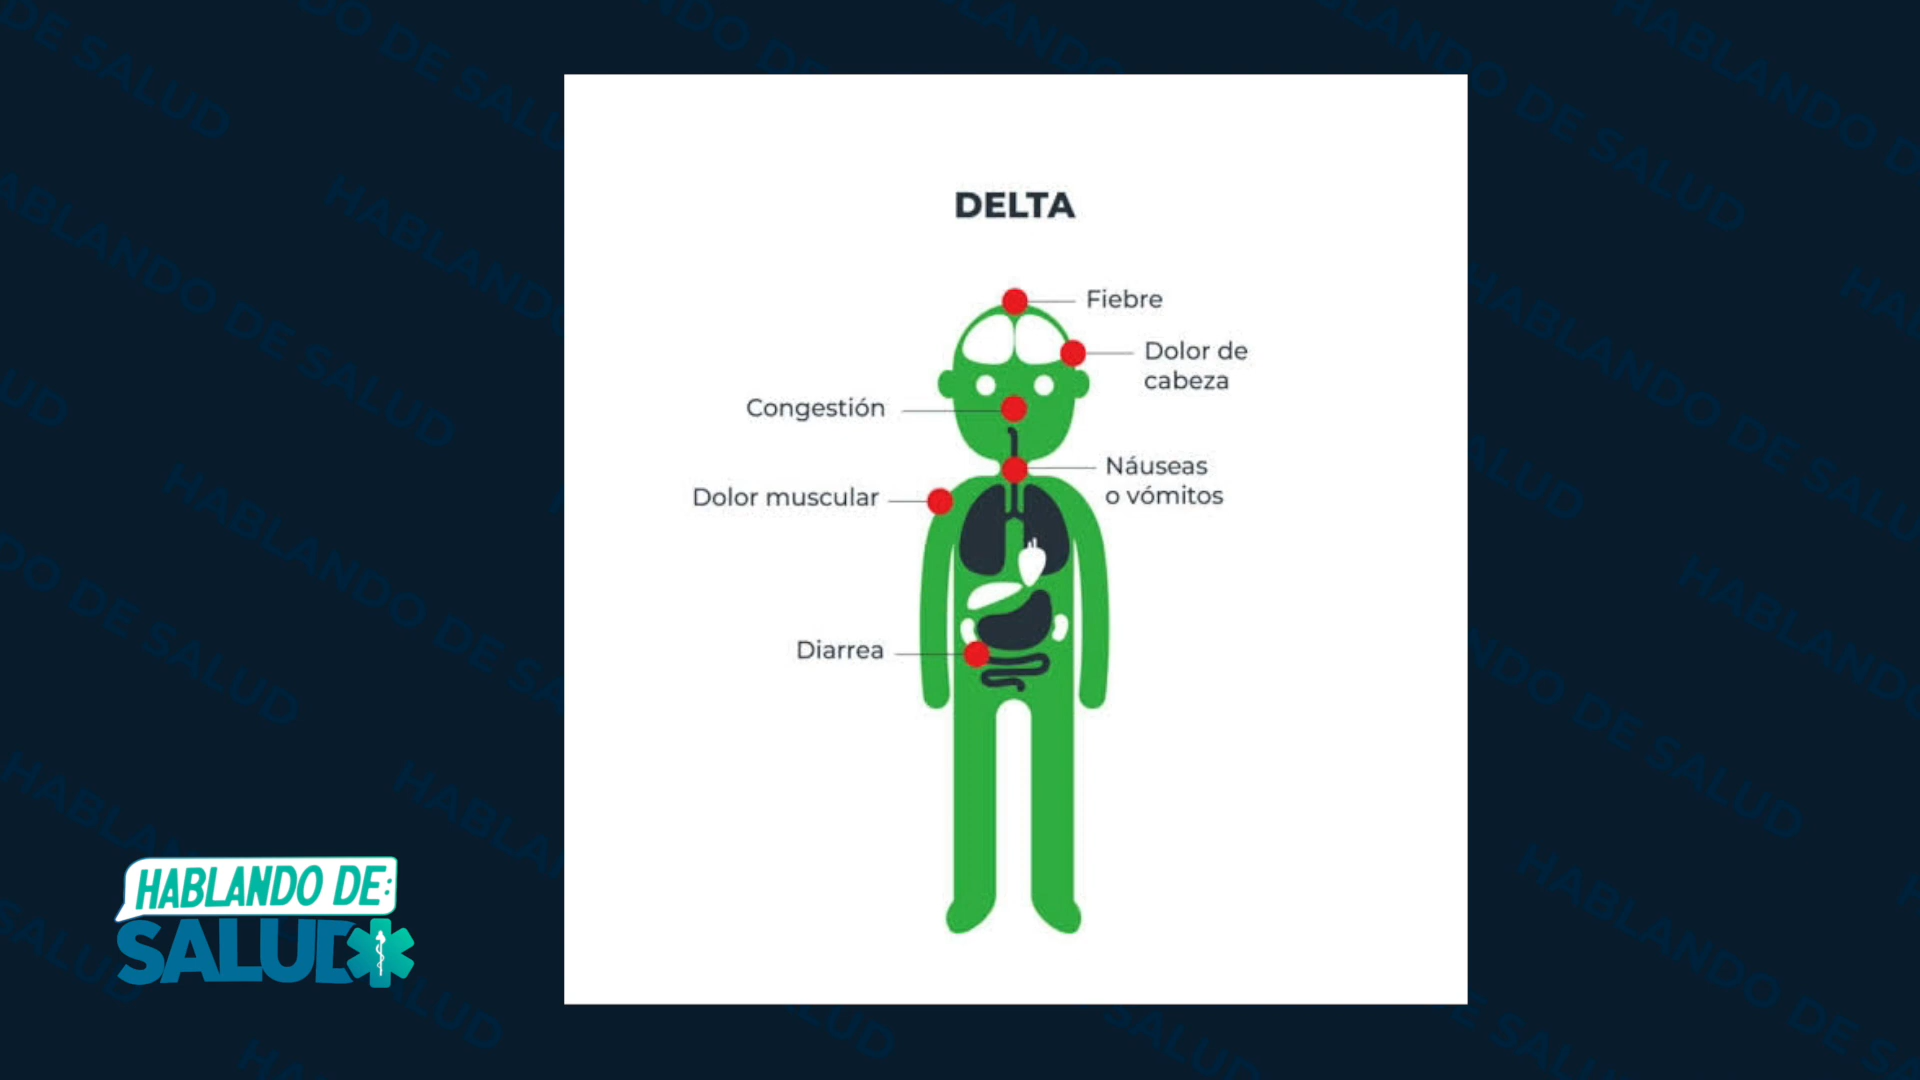 DELTA
Fiebre
Dolor de
cabeza
Congestión
Náuseas
o vómitos
Dolor muscular
Diarrea
HABLANDO DE:
SALUD